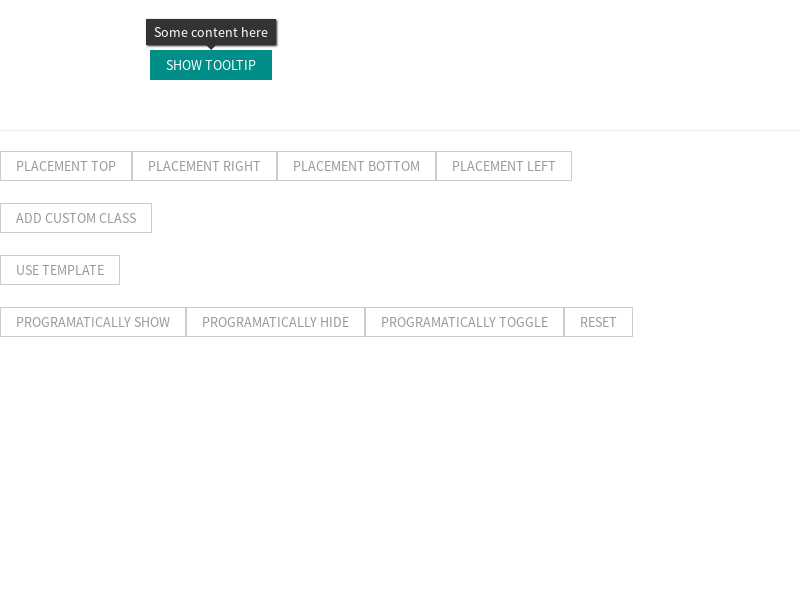 Some content here
SHOW TOOLTIP
PLACEMENT TOP PLACEMENT RIGHT PLACEMENT BOTTOM PLACEMENT LEFT
ADD CUSTOM CLASS
USE TEMPLATE
PROGRAMATICALLY SHOW PROGRAMATICALLY HIDE PROGRAMATICALLY TOGGLE RESET